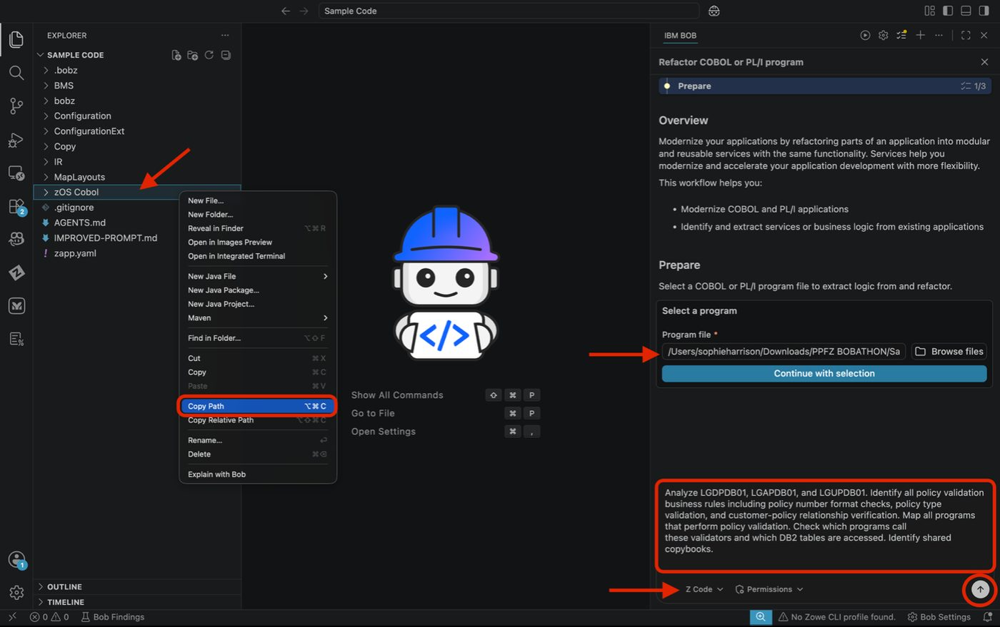 Sample Code
EXPLORER
SAMPLE CODE
.bobz
BMS
bobz
Configuration
ConfigurationExt
Copy
IR
MapLayouts
zOS Cobol
.gitignore
AGENTS.md
IMPROVED-PROMPT.md
! zapp.yaml
OUTLINE
TIMELINE
2
1
New File...
New Folder...
Reveal in Finder ⌥⌘R
Open in Images Preview
Open in Integrated Terminal
New Java File
New Java Package...
New Java Project...
Maven
Find in Folder... ⌥⇧F
Cut ⌘X
Copy ⌘C
Paste ⌘V
Copy Path ⌥⌘C
Copy Relative Path ⌥⇧⌘C
Rename... ↩
Delete ⌘⌫
Explain with Bob
</>
Show All Commands ⇧ ⌘ P
Go to File ⌘ P
Open Settings ⌘ ,
IBM BOB
Refactor COBOL or PL/I program
Prepare 1/3
Overview
Modernize your applications by refactoring parts of an application into modular
and reusable services with the same functionality. Services help you
modernize and accelerate your application development with more flexibility.
This workflow helps you:
• Modernize COBOL and PL/I applications
• Identify and extract services or business logic from existing applications
Prepare
Select a COBOL or PL/I program file to extract logic from and refactor.
Select a program
Program file *
/Users/sophieharrison/Downloads/PPFZ BOBATHON/Sa
Browse files
Continue with selection
Analyze LGDPDB01, LGAPDB01, and LGUPDB01. Identify all policy validation
business rules including policy number format checks, policy type
validation, and customer-policy relationship verification. Map all programs
that perform policy validation. Check which programs call
these validators and which DB2 tables are accessed. Identify shared
copybooks.
Z Code
Permissions
0 0
Bob Findings
No Zowe CLI profile found.
Bob Settings